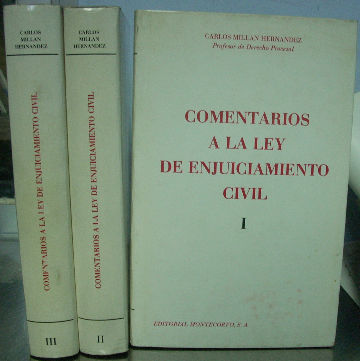 CARLOS
MILLAN
HERNANDEZ
COMENTARIOS A LA LEY DE ENJUICIAMIENTO CIVIL
III
CARLOS
MILLAN
HERNANDEZ
COMENTARIOS A LA LEY DE ENJUICIAMIENTO CIVIL
II
CARLOS MILLAN HERNANDEZ
Profesor de Derecho Procesal
COMENTARIOS
A LA LEY
DE ENJUICIAMIENTO
CIVIL
I
EDITORIAL MONTECORVO, S. A